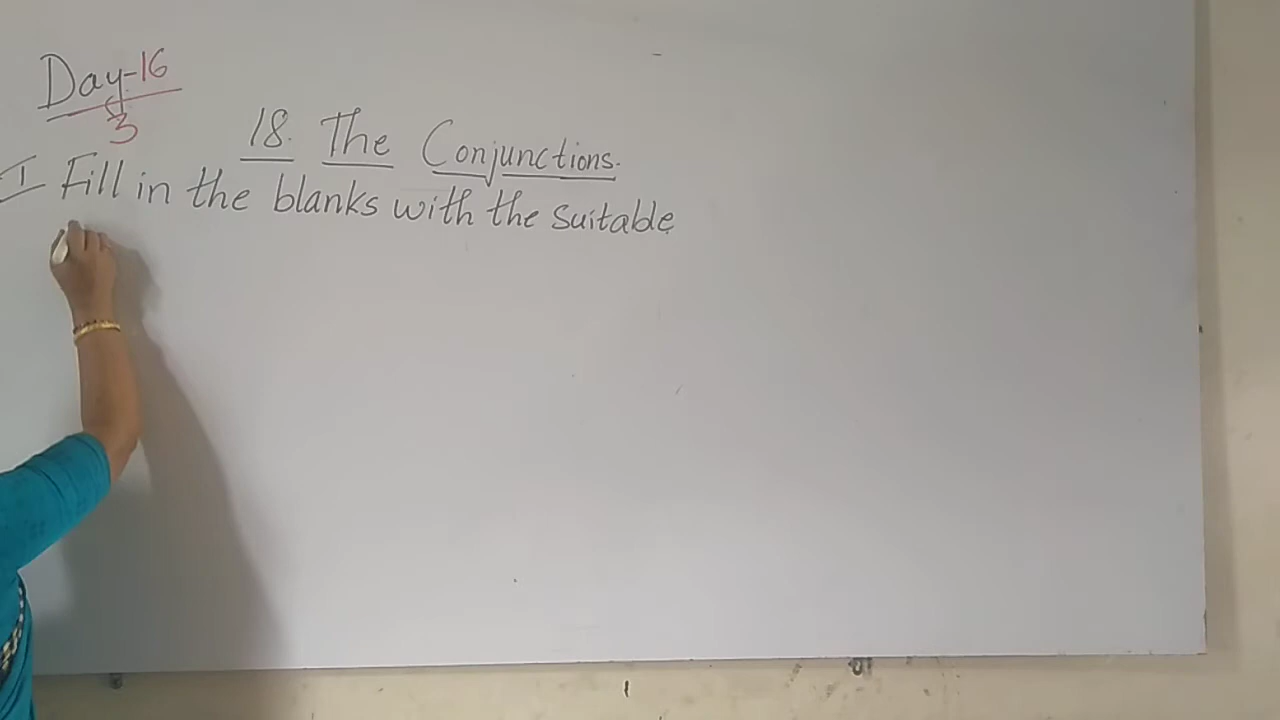 Day-16
3
18. The Conjunctions.
I Fill in the blanks with the suitable